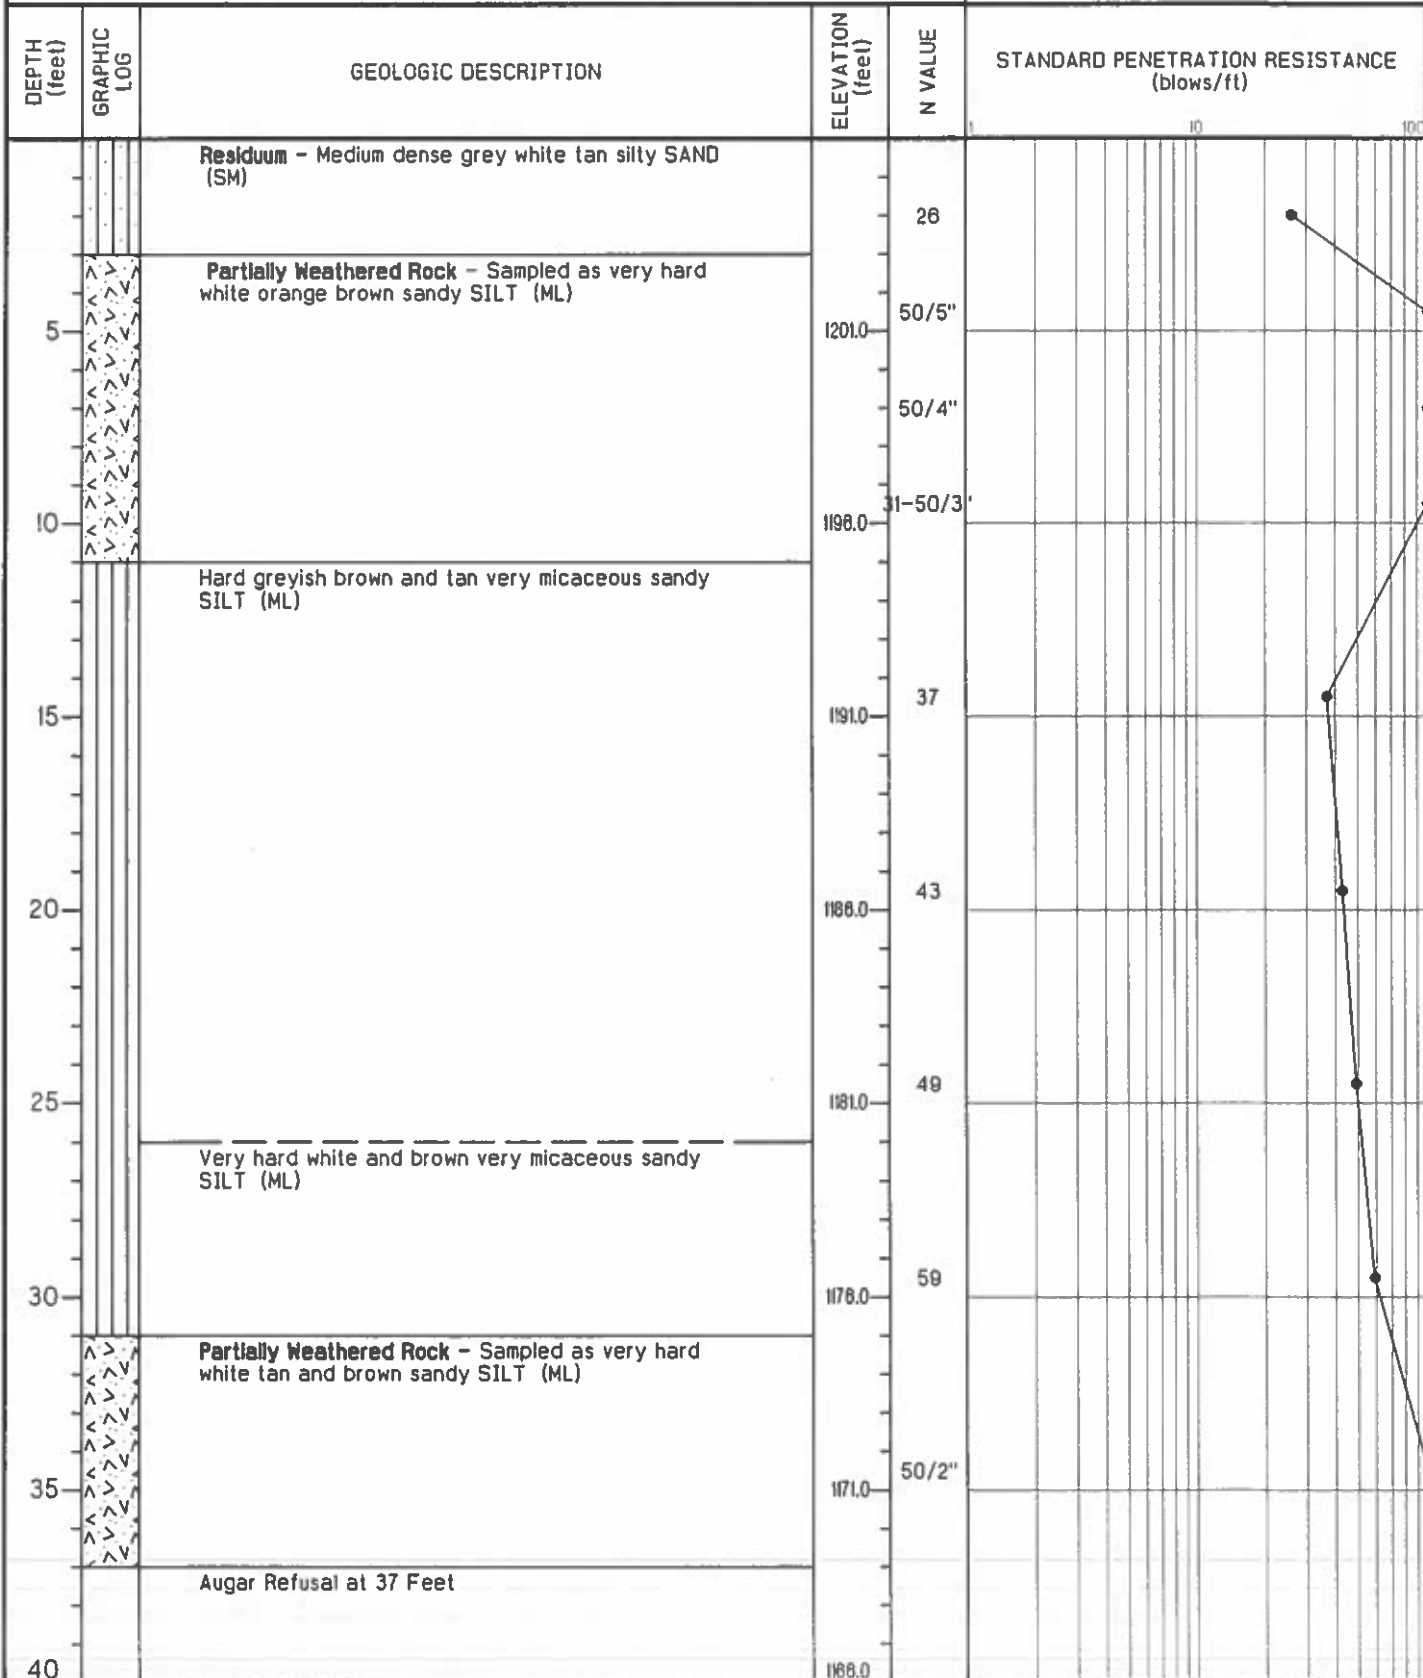 DEPTH (feet)
GRAPHIC LOG
GEOLOGIC DESCRIPTION
ELEVATION (feet)
N VALUE
STANDARD PENETRATION RESISTANCE
(blows/ft)
1 10 100
Residuum - Medium dense grey white tan silty SAND
(SM)
26
Partially Weathered Rock - Sampled as very hard
white orange brown sandy SILT (ML)
50/5"
5 1201.0
50/4"
31-50/3"
10 1196.0
Hard greyish brown and tan very micaceous sandy
SILT (ML)
37
15 1191.0
43
20 1186.0
49
25 1181.0
Very hard white and brown very micaceous sandy
SILT (ML)
59
30 1176.0
Partially Weathered Rock - Sampled as very hard
white tan and brown sandy SILT (ML)
50/2"
35 1171.0
Augar Refusal at 37 Feet
40 1166.0